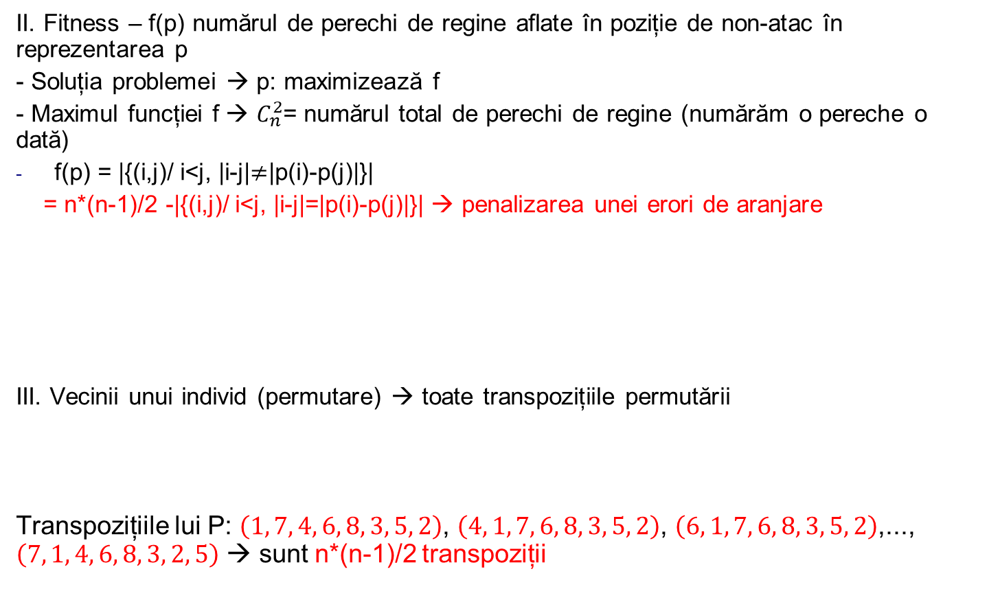 II. Fitness – f(p) numărul de perechi de regine aflate în poziție de non-atac în
reprezentarea p
- Soluția problemei → p: maximizează f
- Maximul funcției f → $C_n^2$= numărul total de perechi de regine (numărăm o pereche o
dată)
- f(p) = |{(i,j)/ i<j, |i-j|≠|p(i)-p(j)|}|
= n*(n-1)/2 -|{(i,j)/ i<j, |i-j|=|p(i)-p(j)|}| → penalizarea unei erori de aranjare
III. Vecinii unui individ (permutare) → toate transpozițiile permutării
Transpozițiile lui P: (1, 7, 4, 6, 8, 3, 5, 2), (4, 1, 7, 6, 8, 3, 5, 2), (6, 1, 7, 6, 8, 3, 5, 2),...,
(7, 1, 4, 6, 8, 3, 2, 5) → sunt n*(n-1)/2 transpoziții